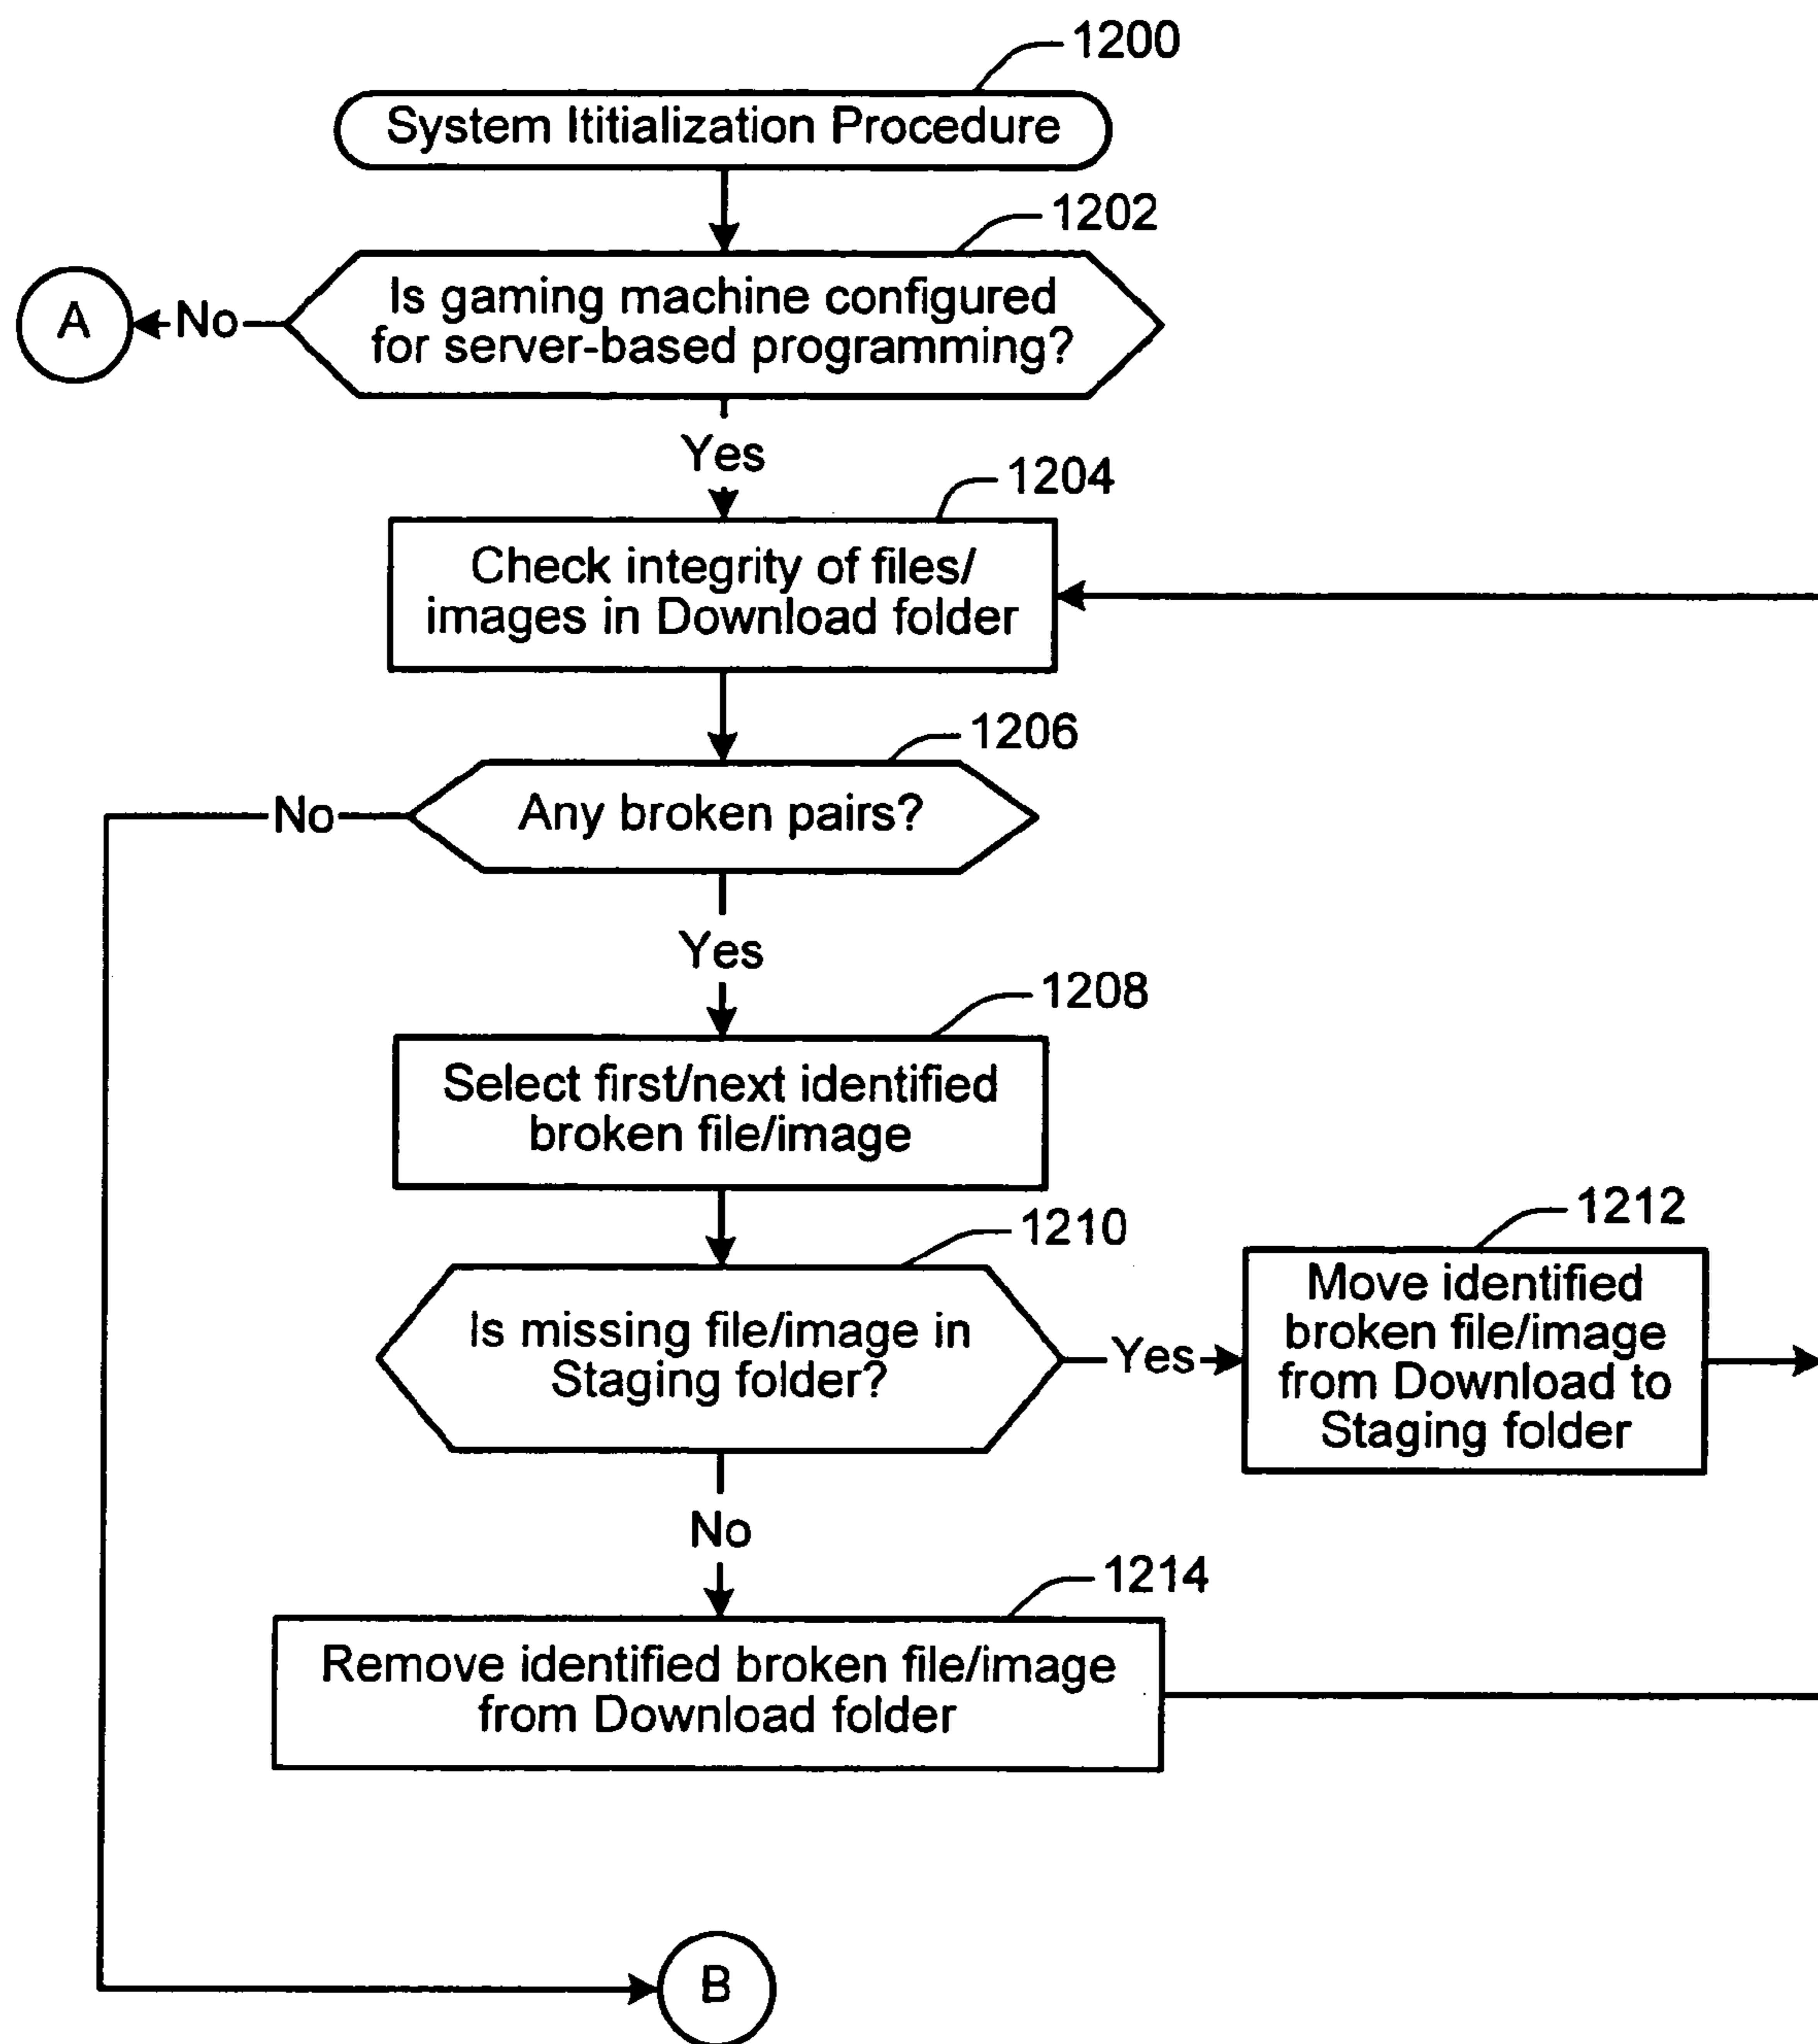 1200
System Ititialization Procedure
1202
Is gaming machine configured
for server-based programming?
No
A
Yes
1204
Check integrity of files/
images in Download folder
1206
Any broken pairs?
No
Yes
1208
Select first/next identified
broken file/image
1210
Is missing file/image in
Staging folder?
Yes
1212
Move identified
broken file/image
from Download to
Staging folder
No
1214
Remove identified broken file/image
from Download folder
B